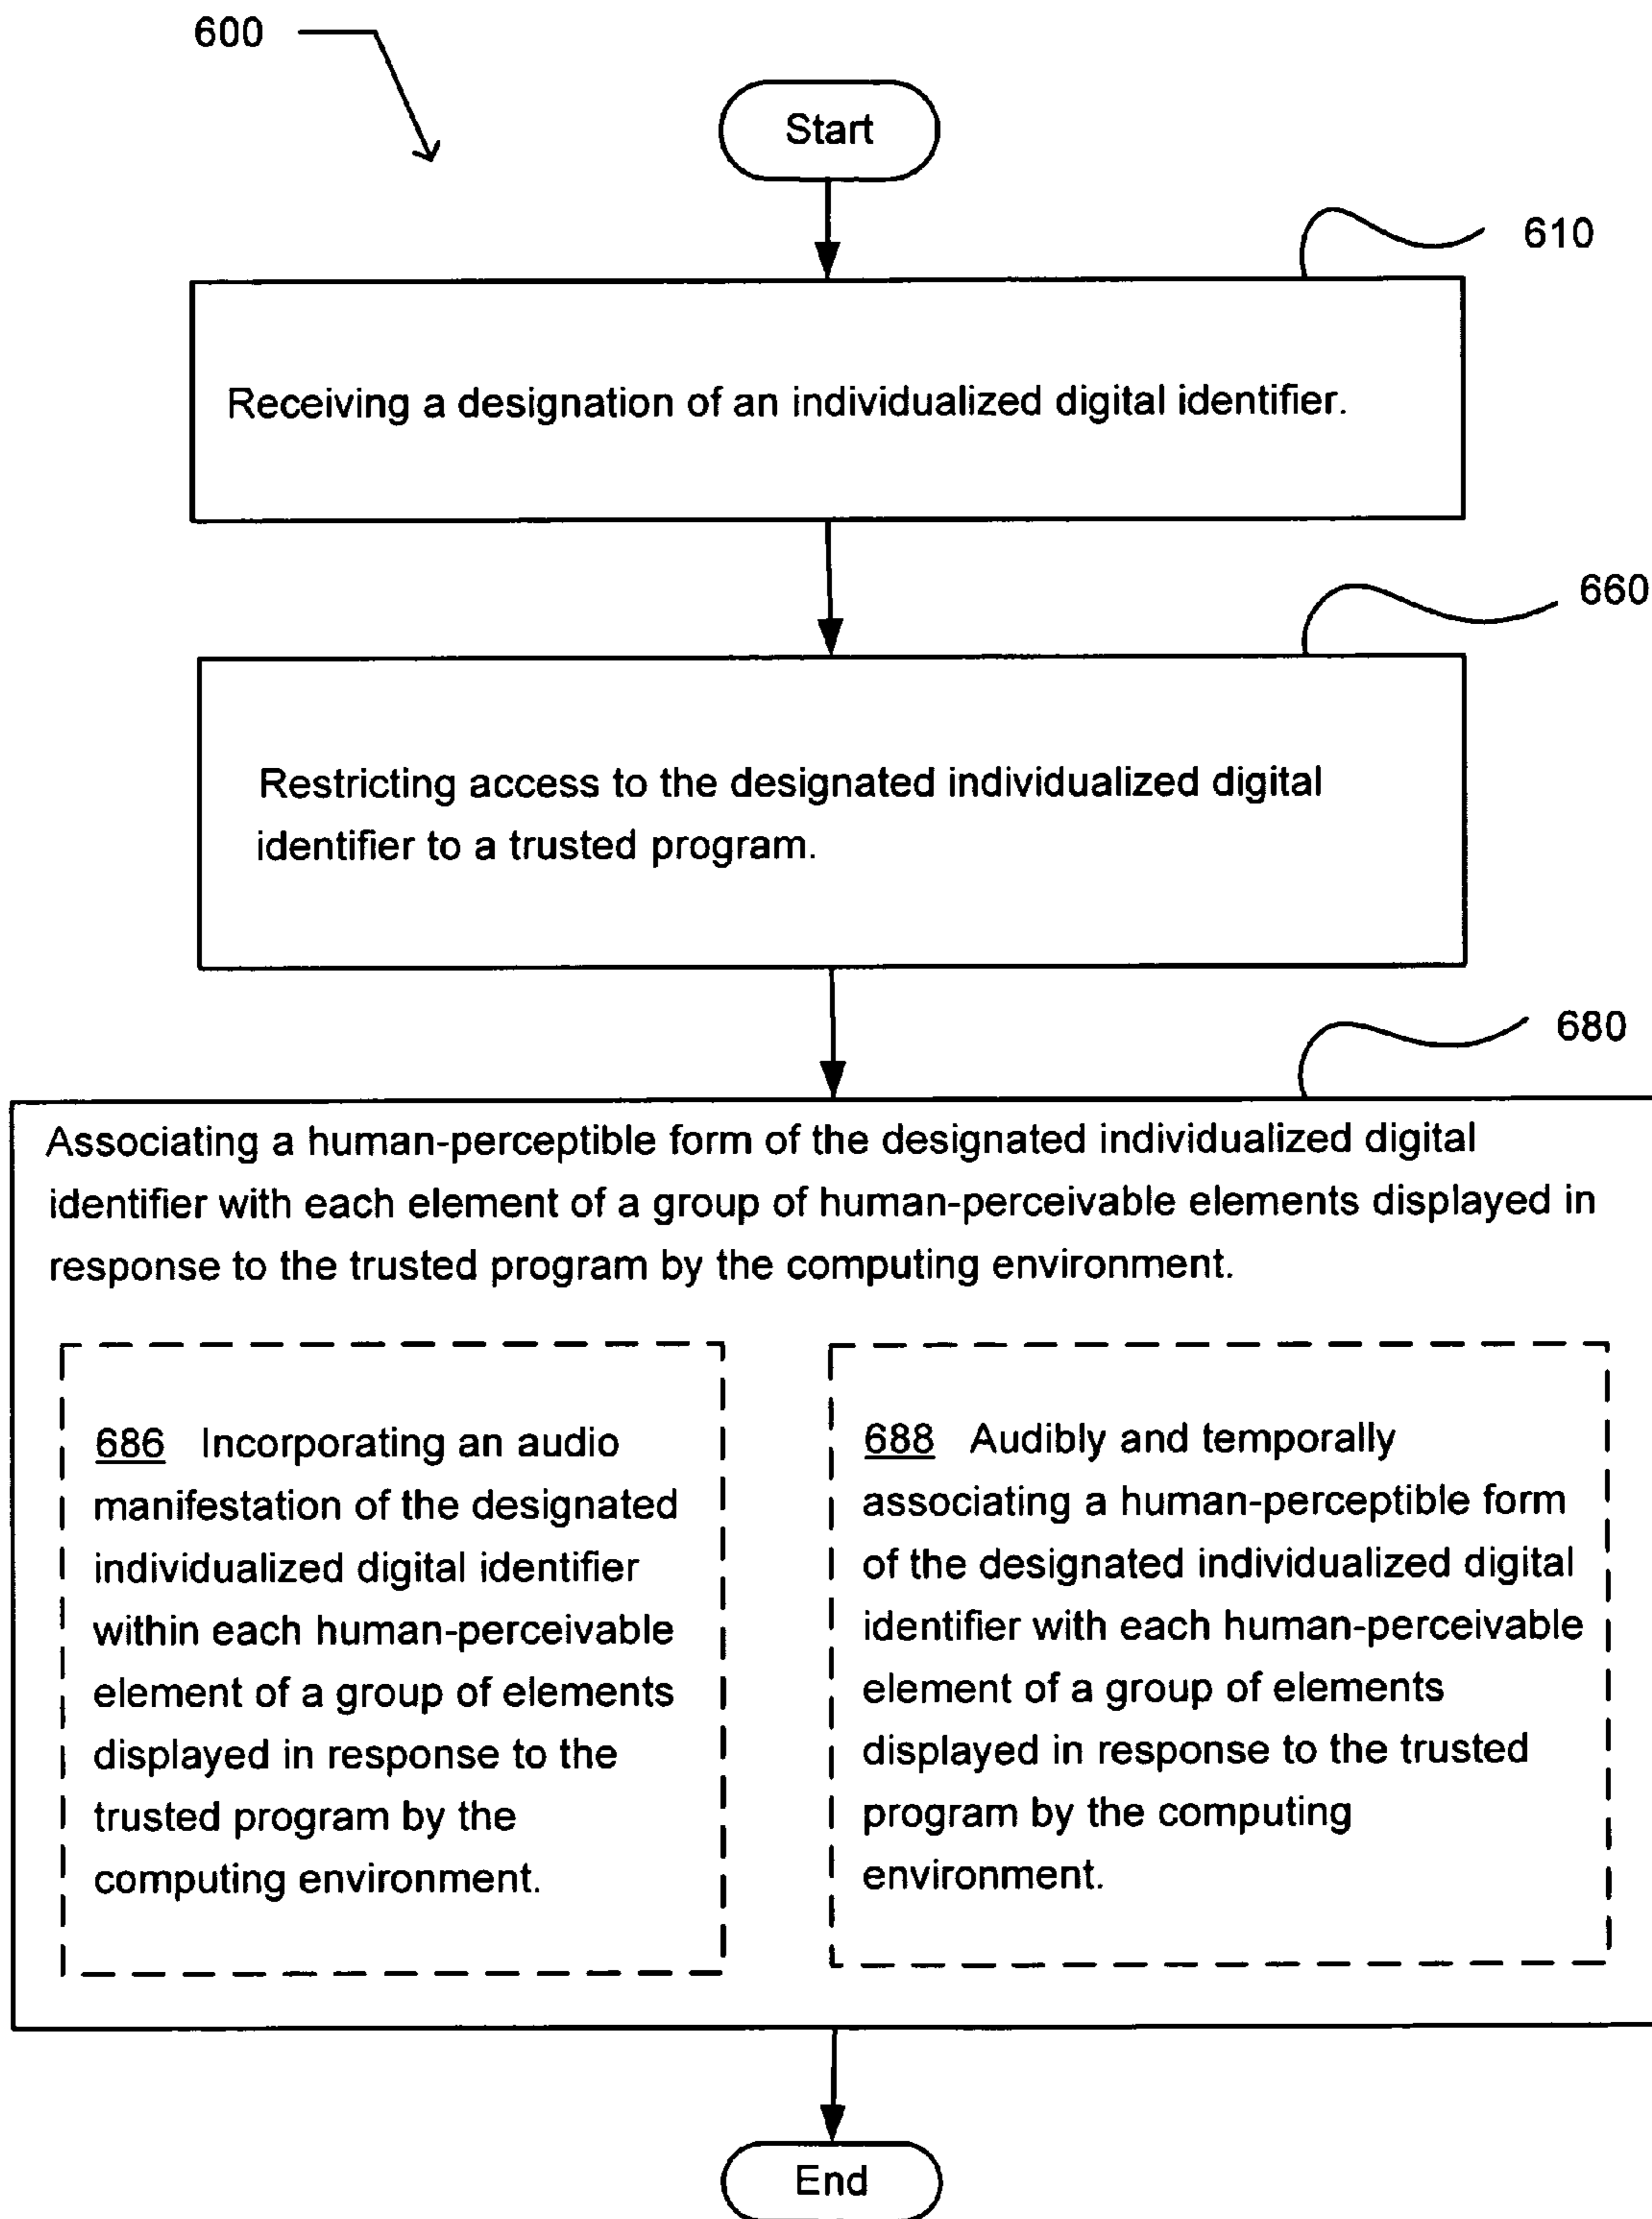 600
Start
610
Receiving a designation of an individualized digital identifier.
660
Restricting access to the designated individualized digital
identifier to a trusted program.
680
Associating a human-perceptible form of the designated individualized digital
identifier with each element of a group of human-perceivable elements displayed in
response to the trusted program by the computing environment.
686 Incorporating an audio
manifestation of the designated
individualized digital identifier
within each human-perceivable
element of a group of elements
displayed in response to the
trusted program by the
computing environment.
688 Audibly and temporally
associating a human-perceptible form
of the designated individualized digital
identifier with each human-perceivable
element of a group of elements
displayed in response to the trusted
program by the computing
environment.
End